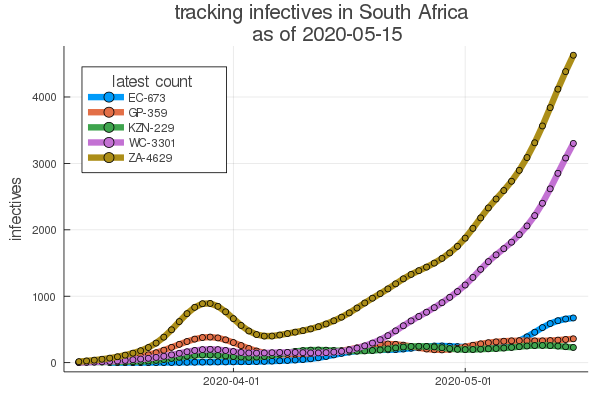 tracking infectives in South Africa
as of 2020-05-15
latest count
EC-673
GP-359
KZN-229
WC-3301
ZA-4629
infectives
4000
3000
2000
1000
0
2020-04-01
2020-05-01